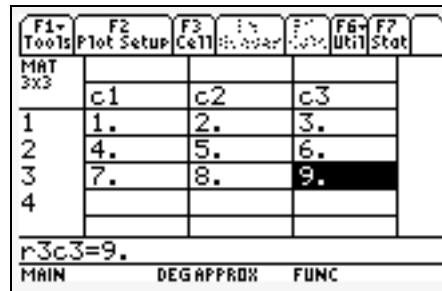 F1 F2 F3 F6 F7
Tools Plot Setup Cell Util Stat
MAT
3x3
c1 c2 c3
1 1. 2. 3.
2 4. 5. 6.
3 7. 8. 9.
4
r3c3=9.
MAIN DEG APPROX FUNC